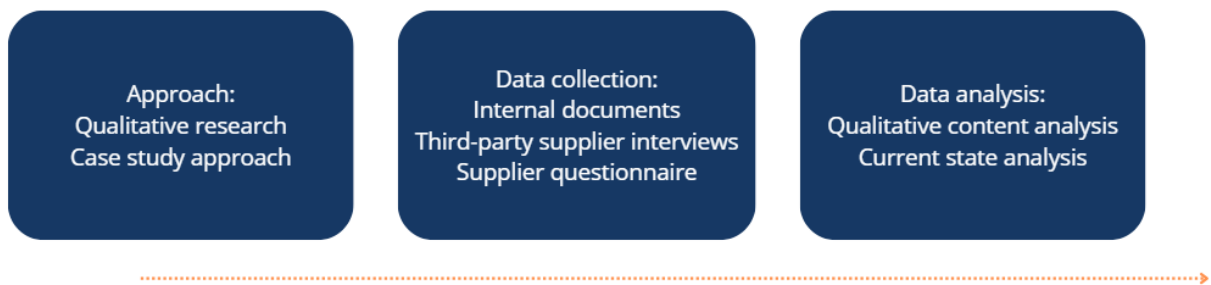 Approach:
Qualitative research
Case study approach
Data collection:
Internal documents
Third-party supplier interviews
Supplier questionnaire
Data analysis:
Qualitative content analysis
Current state analysis